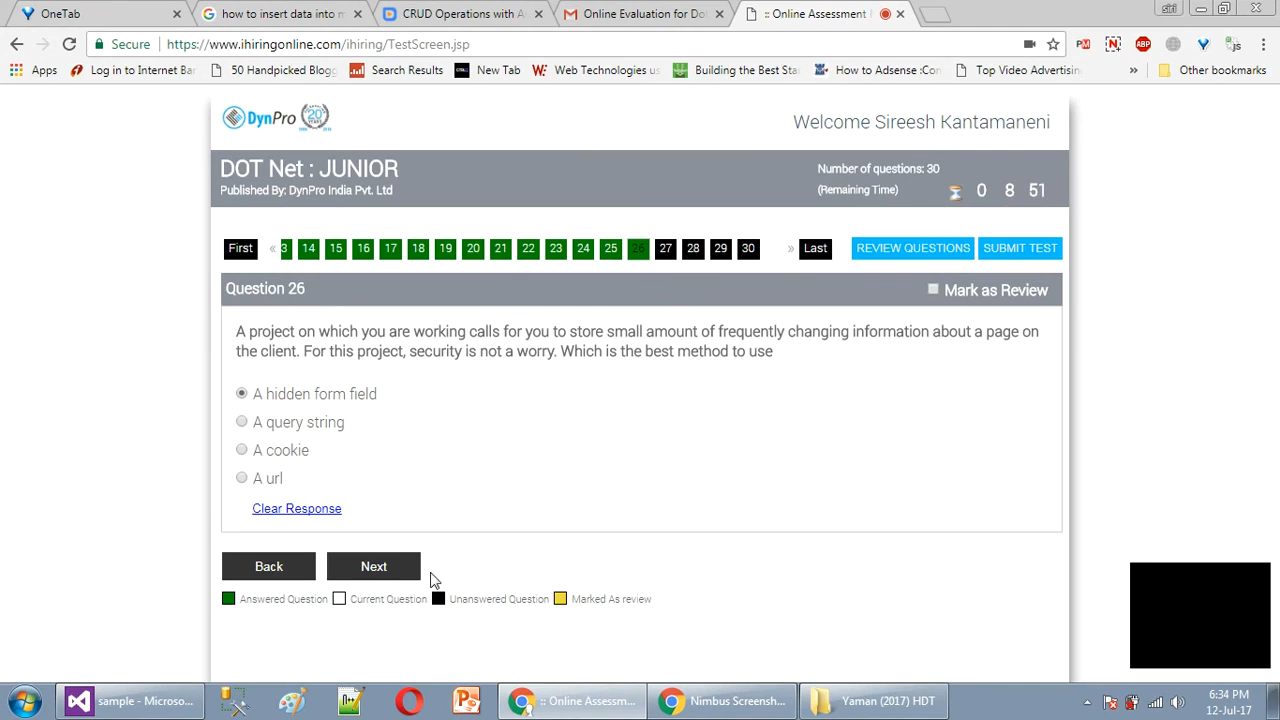 OneTab
how to insert data into m
CRUD Operations with A
Online Evaluation for Do
:: Online Assessment
Secure
https://www.ihiringonline.com/ihiring/TestScreen.jsp
Apps
Log in to Internet Ba
50 Handpicked Blog
Search Results
New Tab
Web Technologies us
Building the Best Sta
How to Adsense :Con
Top Video Advertisin
»
Other bookmarks
DynPro
20
YEARS
Welcome Sireesh Kantamaneni
DOT Net : JUNIOR
Published By: DynPro India Pvt. Ltd
Number of questions: 30
(Remaining Time)
0 8 51
First « 3 14 15 16 17 18 19 20 21 22 23 24 25 26 27 28 29 30 » Last
REVIEW QUESTIONS
SUBMIT TEST
Question 26
Mark as Review
A project on which you are working calls for you to store small amount of frequently changing information about a page on
the client. For this project, security is not a worry. Which is the best method to use
A hidden form field
A query string
A cookie
A url
Clear Response
Back
Next
Answered Question
Current Question
Unanswered Question
Marked As review
sample - Microso...
:: Online Assessm...
Nimbus Screensh...
Yaman (2017) HDT
6:34 PM
12-Jul-17